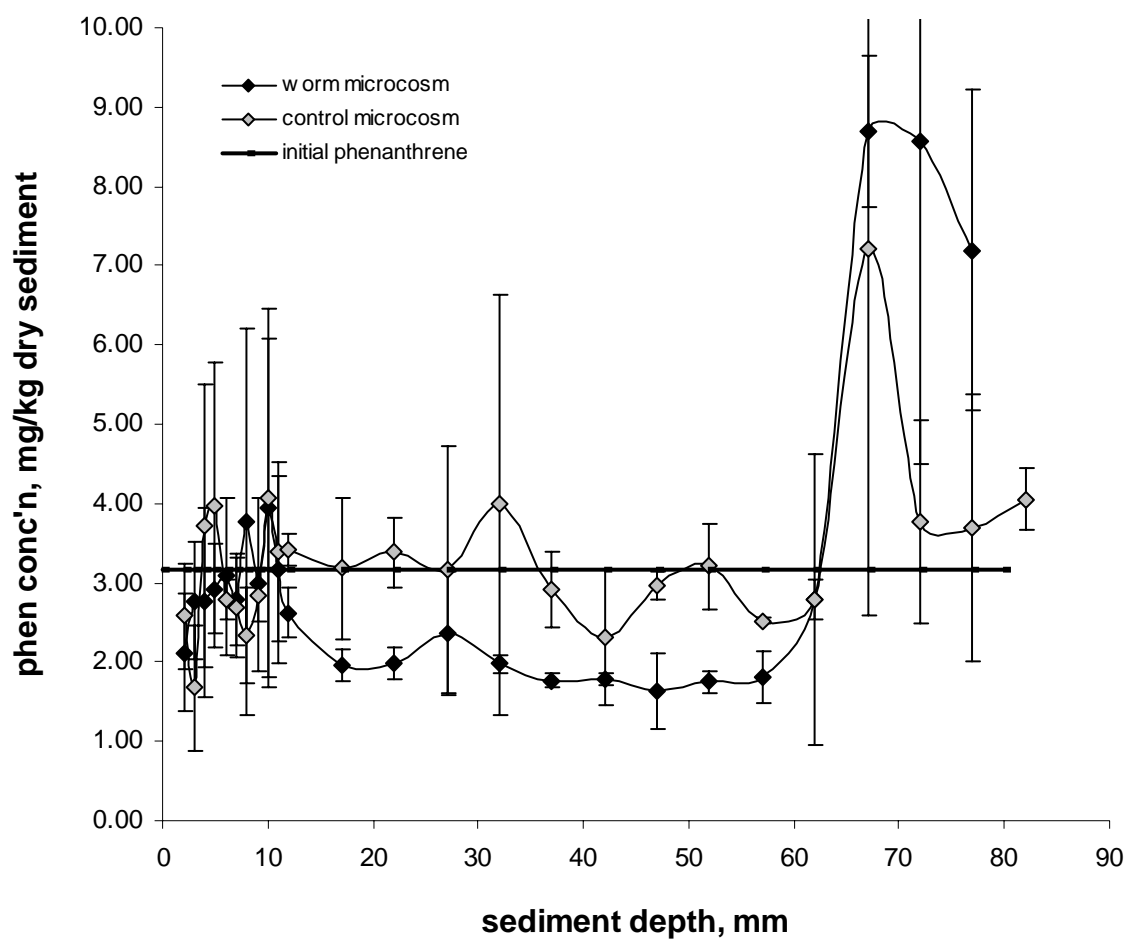 10.00
9.00
8.00
7.00
6.00
5.00
4.00
3.00
2.00
1.00
0.00
phen conc'n, mg/kg dry sediment
w orm microcosm
control microcosm
initial phenanthrene
0 10 20 30 40 50 60 70 80 90
sediment depth, mm